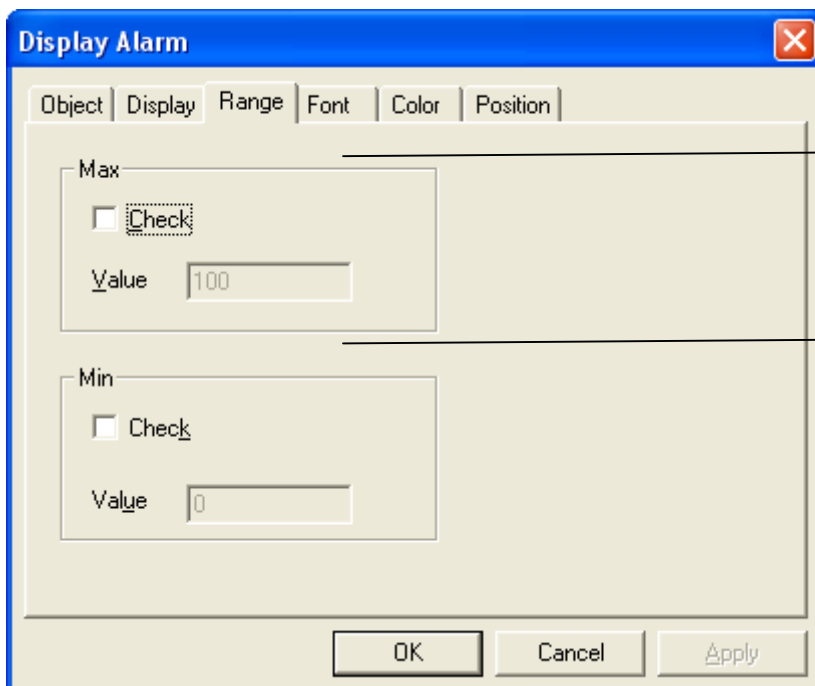 Display Alarm
Object Display Range Font Color Position
Max
Check
Value 100
Min
Check
Value 0
OK Cancel Apply